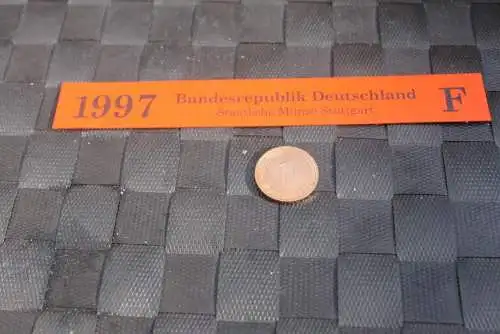 1997 Bundesrepublik Deutschland F
Staatliche Münze Stuttgart